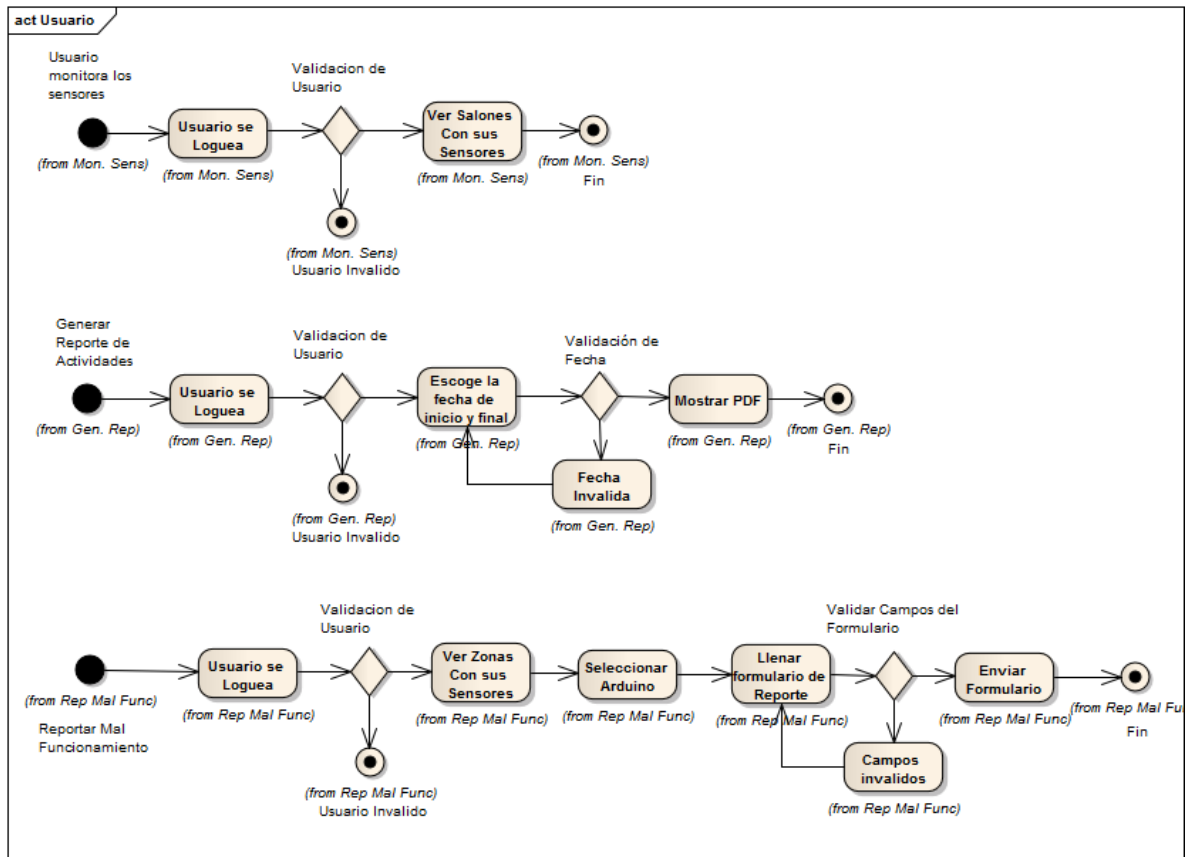 act Usuario
Usuario
monitora los
sensores
Validacion de
Usuario
Usuario se
Loguea
Ver Salones
Con sus
Sensores
(from Mon. Sens)
(from Mon. Sens)
(from Mon. Sens)
(from Mon. Sens)
Fin
(from Mon. Sens)
Usuario Invalido
Generar
Reporte de
Actividades
Validacion de
Usuario
Validación de
Fecha
Usuario se
Loguea
Escoge la
fecha de
inicio y final
Mostrar PDF
(from Gen. Rep)
(from Gen. Rep)
(from Gen. Rep)
(from Gen. Rep)
(from Gen. Rep)
Fin
Fecha
Invalida
(from Gen. Rep)
(from Gen. Rep)
Usuario Invalido
Validacion de
Usuario
Validar Campos del
Formulario
Usuario se
Loguea
Ver Zonas
Con sus
Sensores
Seleccionar
Arduino
Llenar
formulario de
Reporte
Enviar
Formulario
(from Rep Mal Func)
(from Rep Mal Func)
(from Rep Mal Func)
(from Rep Mal Func)
(from Rep Mal Func)
(from Rep Mal Func)
(from Rep Mal Fu
Reportar Mal
Funcionamiento
Fin
Campos
invalidos
(from Rep Mal Func)
(from Rep Mal Func)
Usuario Invalido